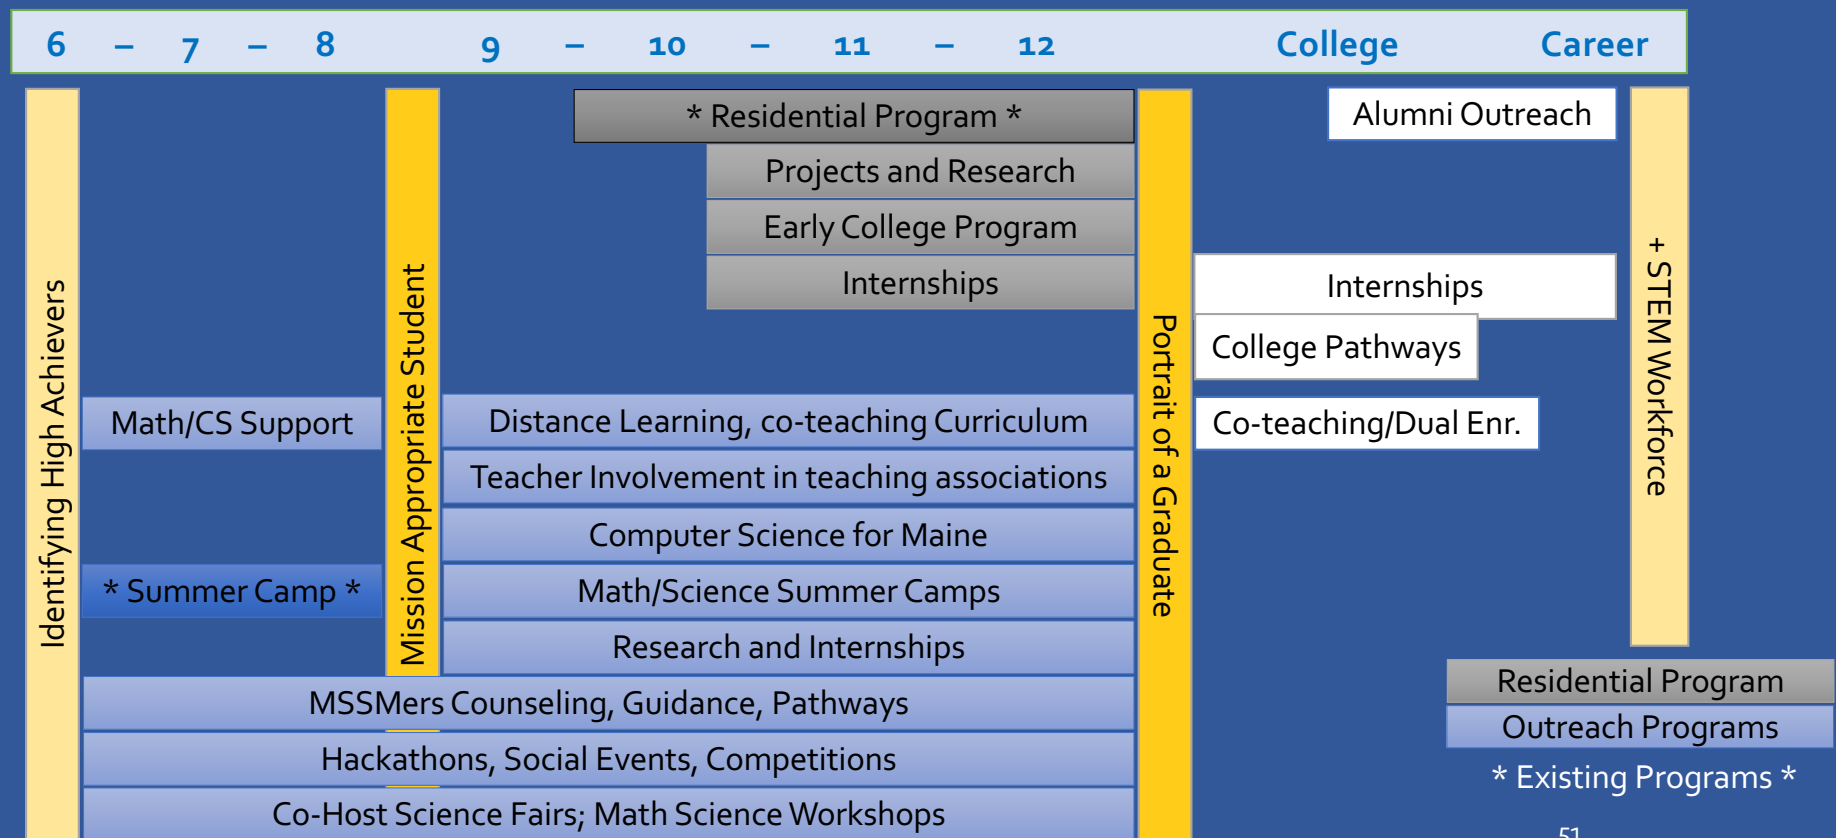 6 – 7 – 8 9 – 10 – 11 – 12 College Career
Identifying High Achievers
Mission Appropriate Student
Portrait of a Graduate
+ STEM Workforce
* Residential Program *
Alumni Outreach
Projects and Research
Early College Program
Internships
Internships
College Pathways
Math/CS Support
Distance Learning, co-teaching Curriculum
Co-teaching/Dual Enr.
Teacher Involvement in teaching associations
Computer Science for Maine
* Summer Camp *
Math/Science Summer Camps
Research and Internships
MSSMers Counseling, Guidance, Pathways
Hackathons, Social Events, Competitions
Co-Host Science Fairs; Math Science Workshops
Residential Program
Outreach Programs
* Existing Programs *
51